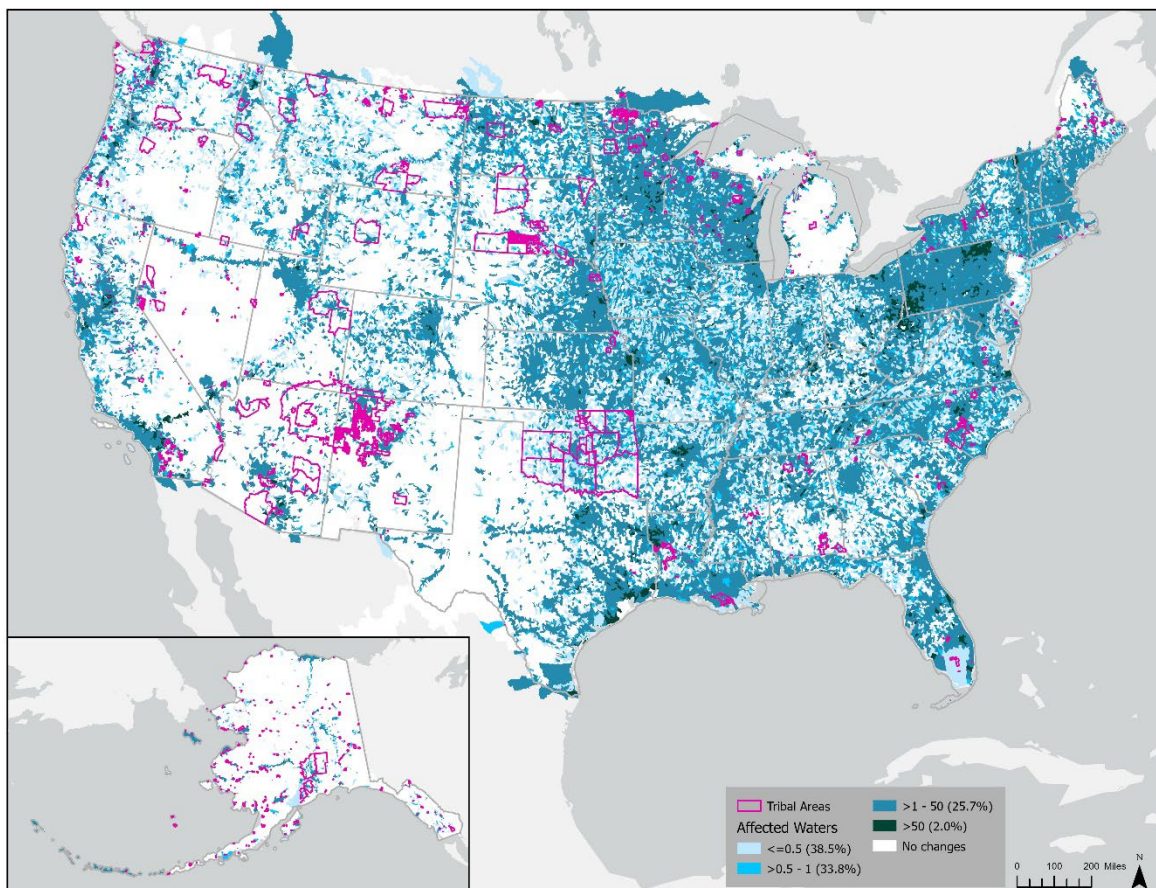 Tribal Areas
Affected Waters
<=0.5 (38.5%)
>0.5 - 1 (33.8%)
>1 - 50 (25.7%)
>50 (2.0%)
No changes
0 100 200 Miles
N